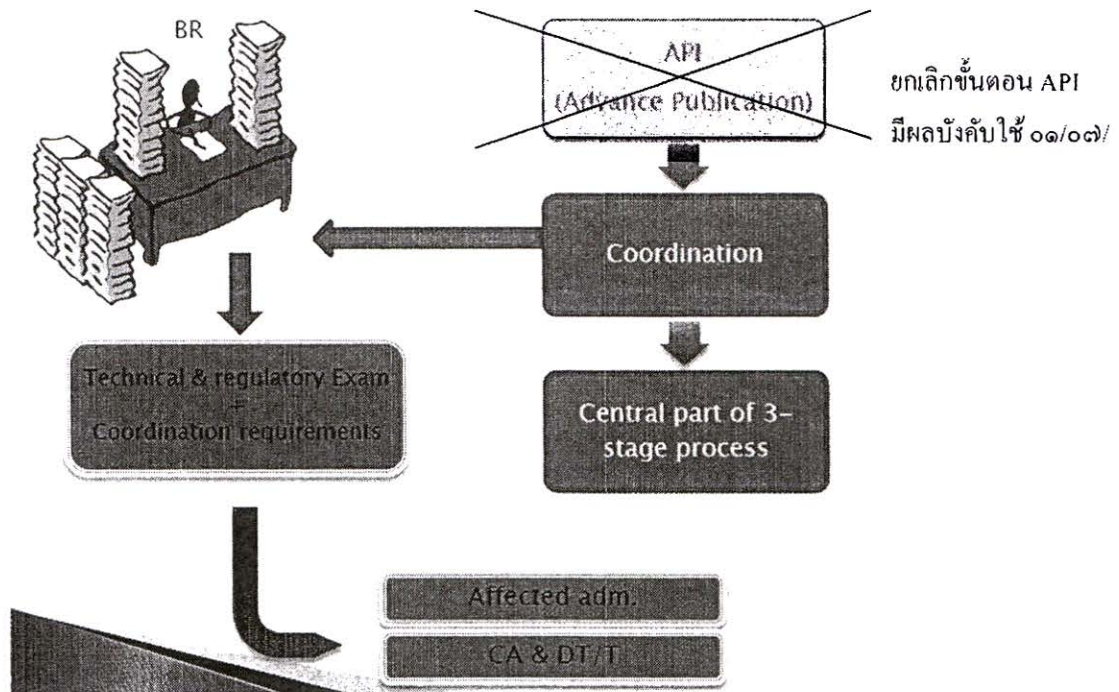 BR
API
(Advance Publication)
ยกเลิกขั้นตอน API
มีผลบังคับใช้ ๐๑/๐๗/
Coordination
Technical & regulatory Exam
Coordination requirements
Central part of 3-
stage process
Affected adm.
CA & DT/T